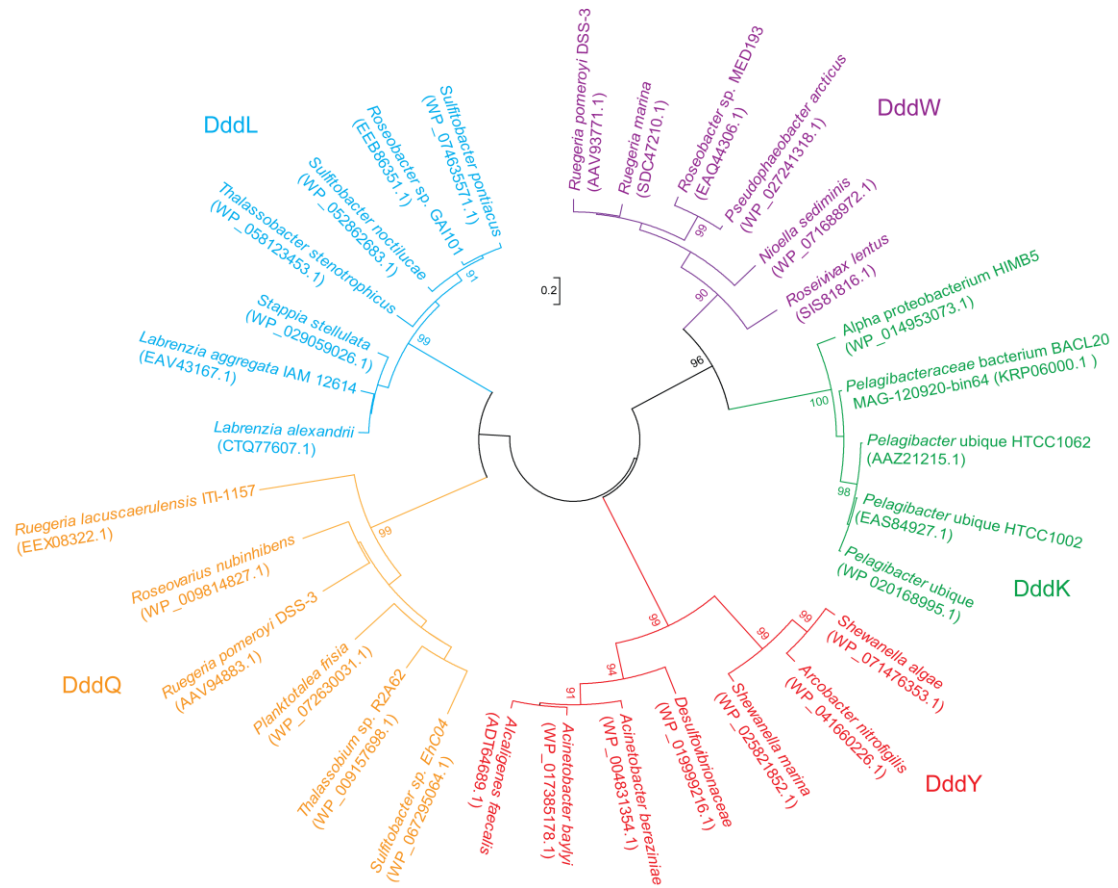 DddL
Sulfitobacter pontiacus
(WP_074635571.1)
Roseobacter sp. GAI101
(EEB86351.1)
Sulfitobacter noctilucae
(WP_052862683.1)
Thalassobacter stenotrophicus
(WP_058123453.1)
Stappia stellulata
(WP_029059026.1)
Labrenzia aggregata IAM 12614
(EAV43167.1)
Labrenzia alexandrii
(CTQ77607.1)
91
99
DddW
Ruegeria pomeroyi DSS-3
(AAV93771.1)
Ruegeria marina
(SDC47210.1)
Roseobacter sp. MED193
(EAQ44306.1)
Pseudophaeobacter arcticus
(WP_027241318.1)
Nioella sediminis
(WP_071688972.1)
Roseivivax lentus
(SIS81816.1)
99
90
0.2
96
Alpha proteobacterium HIMB5
(WP_014953073.1)
Pelagibacteraceae bacterium BACL20
MAG-120920-bin64 (KRP06000.1 )
Pelagibacter ubique HTCC1062
(AAZ21215.1)
Pelagibacter ubique HTCC1002
(EAS84927.1)
Pelagibacter ubique
(WP_020168995.1)
100
98
DddK
Shewanella algae
(WP_071476353.1)
Arcobacter nitrofigilis
(WP_041660226.1)
Shewanella marina
(WP_025821852.1)
Desulfovibrionaceae
(WP_019999216.1)
Acinetobacter bereziniae
(WP_004831354.1)
Acinetobacter baylyi
(WP_017385178.1)
Alcaligenes faecalis
(ADT64689.1)
99
99
99
94
91
DddY
Ruegeria lacuscaerulensis ITI-1157
(EEX08322.1)
Roseovarius nubinhibens
(WP_009814827.1)
Ruegeria pomeroyi DSS-3
(AAV94883.1)
Planktotalea frisia
(WP_072630031.1)
Thalassobium sp. R2A62
(WP_009157698.1)
Sulfitobacter sp. EhC04
(WP_067295064.1)
99
DddQ